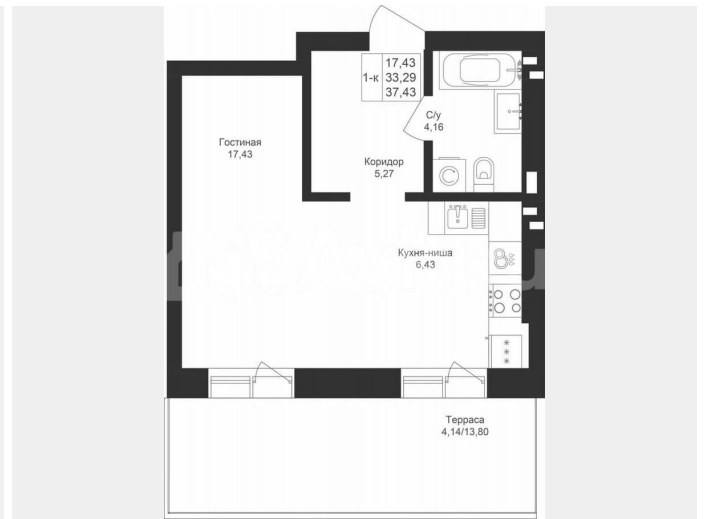 17,43
1-к 33,29
37,43
С/у
4,16
Гостиная
17,43
Коридор
5,27
Кухня-ниша
6,43
Терраса
4,14/13,80